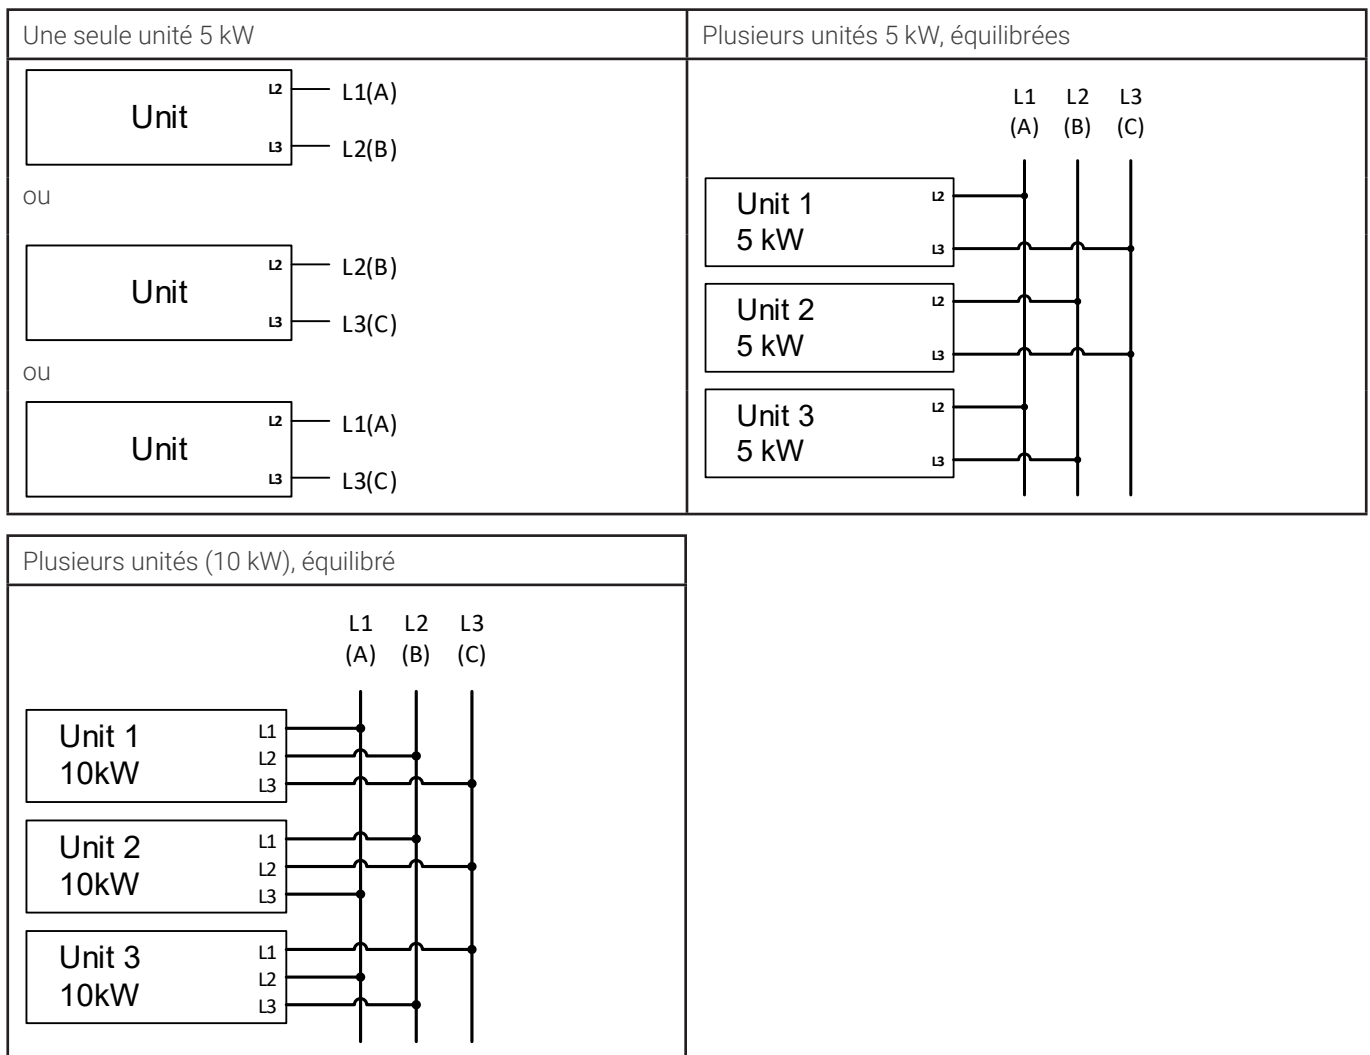 Une seule unité 5 kW
Unit
L2
L1(A)
L3
L2(B)
ou
Unit
L2
L2(B)
L3
L3(C)
ou
Unit
L2
L1(A)
L3
L3(C)
Plusieurs unités 5 kW, équilibrées
L1 L2 L3
(A) (B) (C)
Unit 1
5 kW
L2
L3
Unit 2
5 kW
L2
L3
Unit 3
5 kW
L2
L3
Plusieurs unités (10 kW), équilibré
L1 L2 L3
(A) (B) (C)
Unit 1
10kW
L1
L2
L3
Unit 2
10kW
L1
L2
L3
Unit 3
10kW
L1
L2
L3